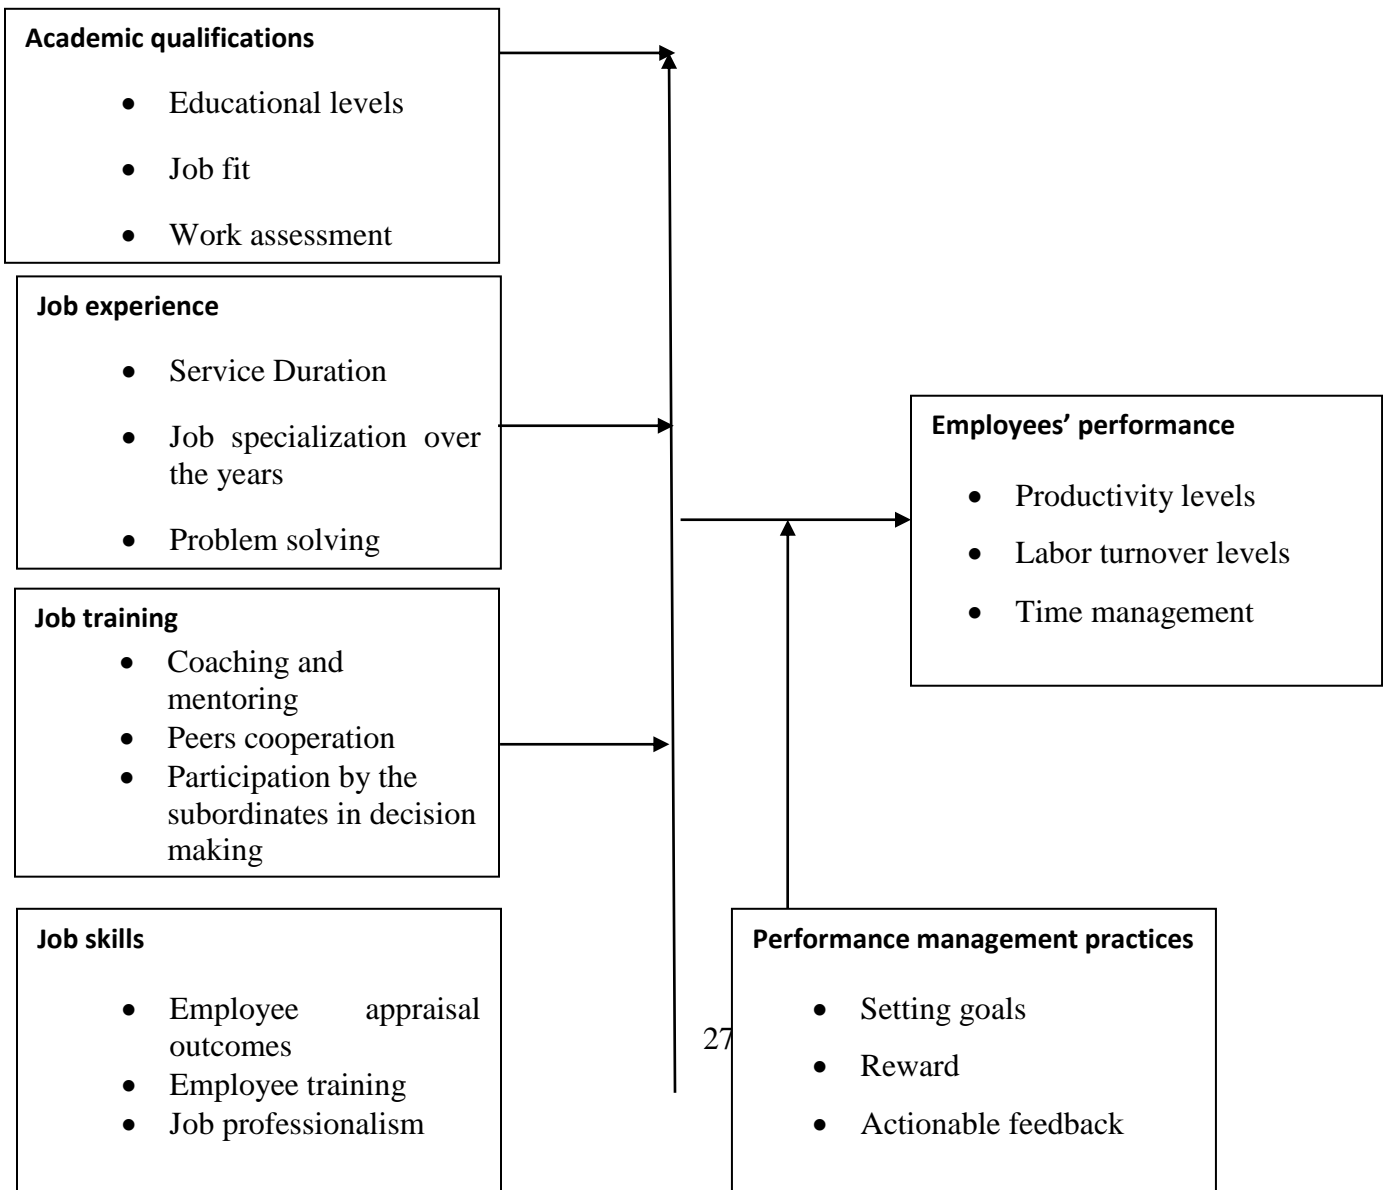 Academic qualifications
• Educational levels
• Job fit
• Work assessment
Job experience
• Service Duration
• Job specialization over
the years
• Problem solving
Job training
• Coaching and
mentoring
• Peers cooperation
• Participation by the
subordinates in decision
making
Job skills
• Employee appraisal
outcomes
• Employee training
• Job professionalism
Employees’ performance
• Productivity levels
• Labor turnover levels
• Time management
27
Performance management practices
• Setting goals
• Reward
• Actionable feedback